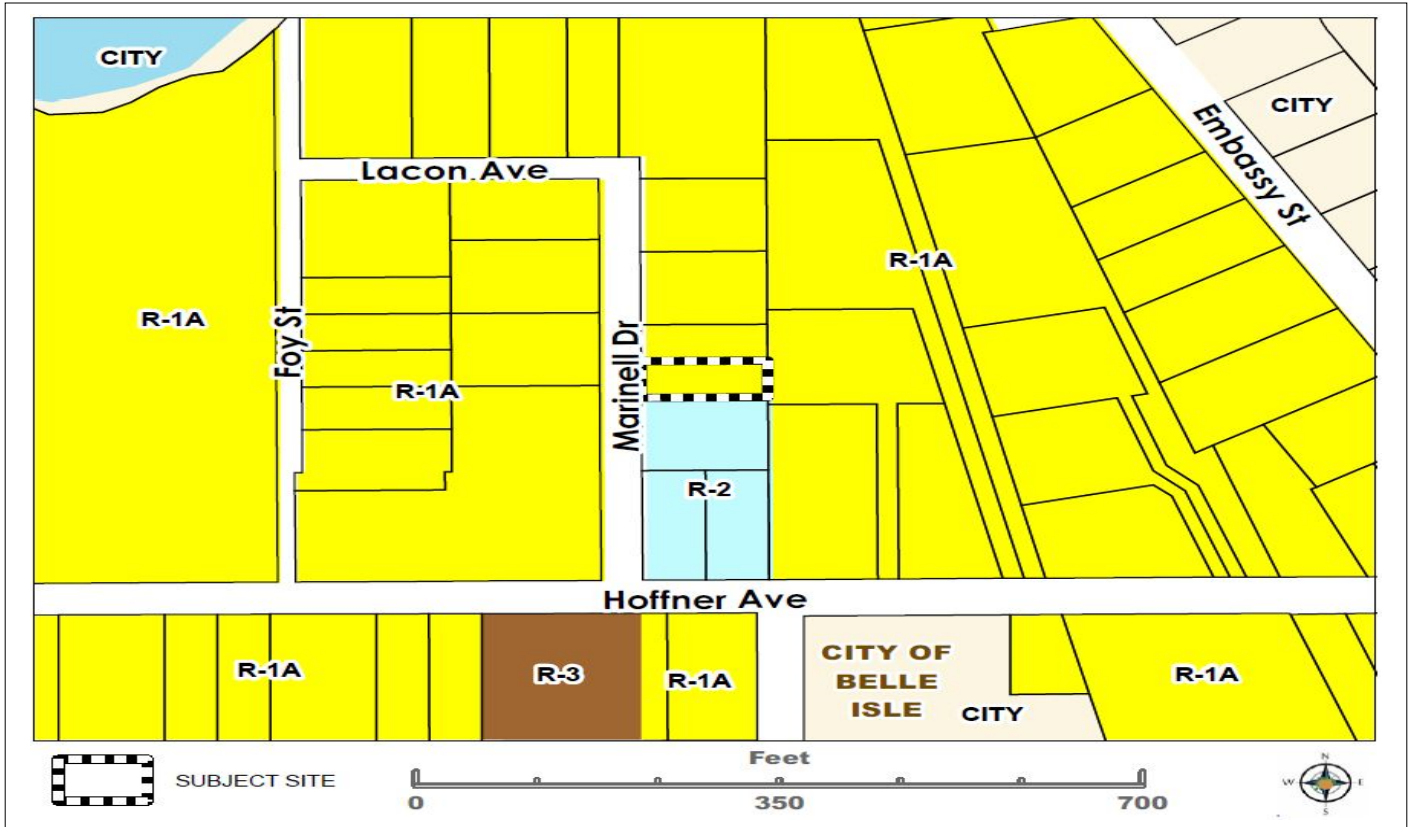 CITY
CITY
Embassy St
Lacon Ave
R-1A
R-1A
Foy St
Marinell Dr
R-1A
R-2
Hoffner Ave
R-1A
R-3
R-1A
CITY OF
BELLE
ISLE
CITY
R-1A
SUBJECT SITE
Feet
0
350
700
N
W
E
S